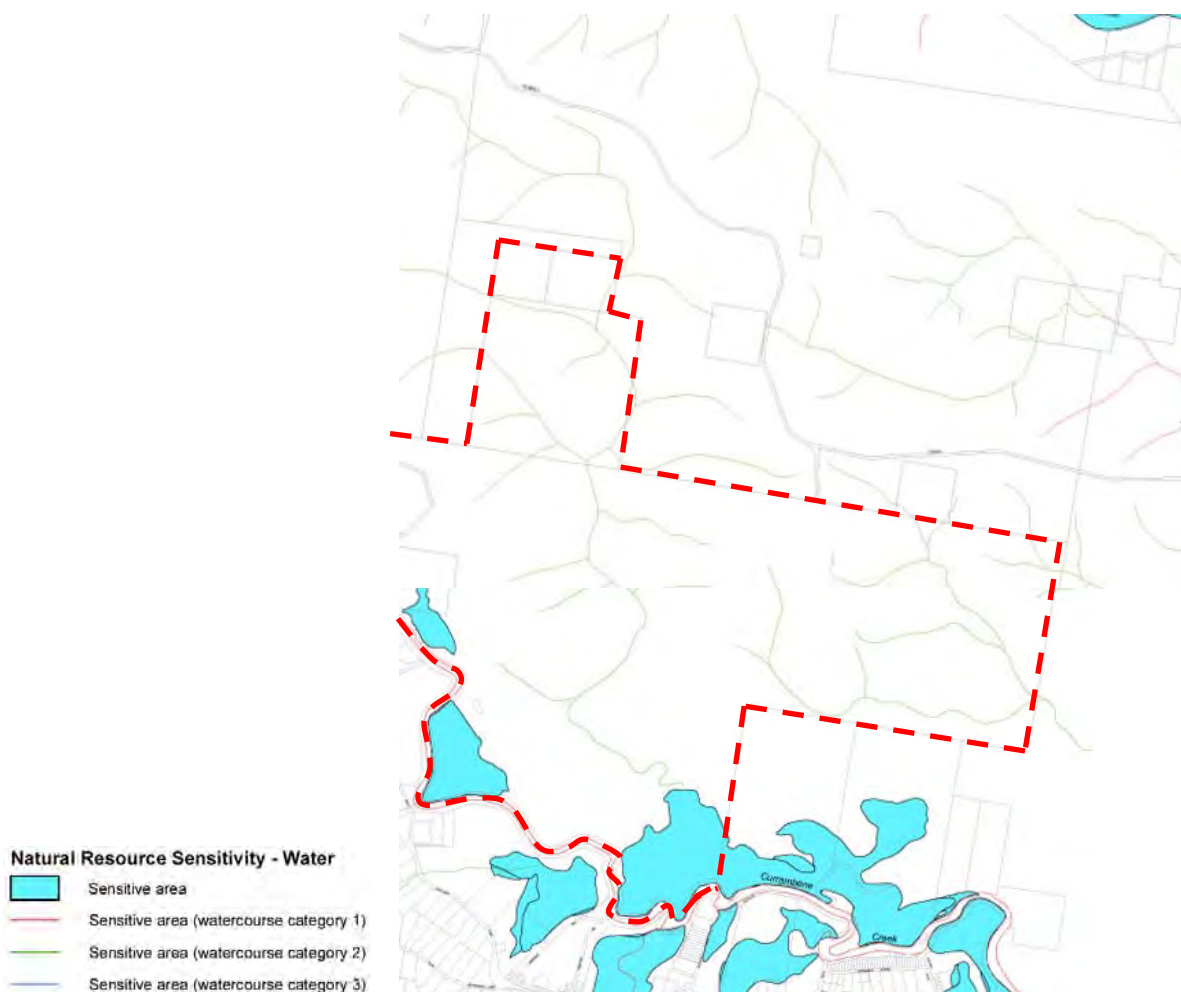 Currambene
Creek
Natural Resource Sensitivity - Water
Sensitive area
Sensitive area (watercourse category 1)
Sensitive area (watercourse category 2)
Sensitive area (watercourse category 3)